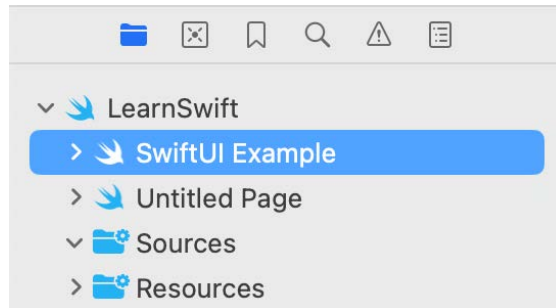 LearnSwift
SwiftUI Example
Untitled Page
Sources
Resources